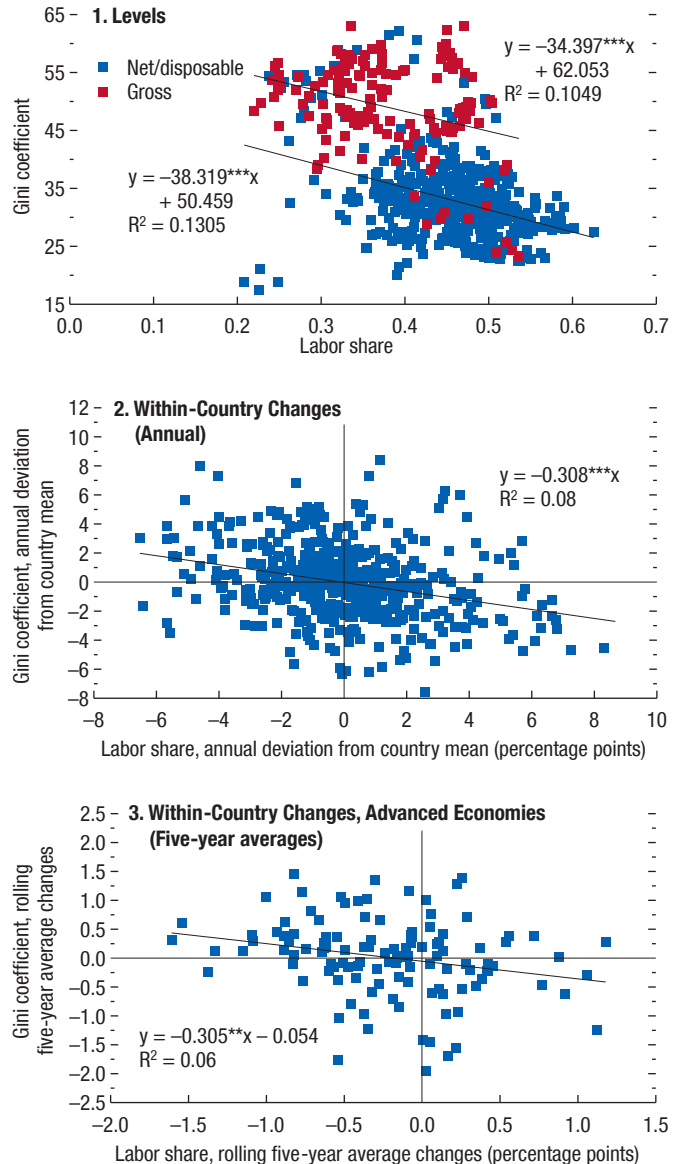 1. Levels
Gini coefficient
65
55
45
35
25
15
Net/disposable
Gross
y = –34.397***x
+ 62.053
R² = 0.1049
y = –38.319***x
+ 50.459
R² = 0.1305
0.0 0.1 0.2 0.3 0.4 0.5 0.6 0.7
Labor share
2. Within-Country Changes
(Annual)
Gini coefficient, annual deviation
from country mean
12
10
8
6
4
2
0
–2
–4
–6
–8
y = –0.308***x
R² = 0.08
–8 –6 –4 –2 0 2 4 6 8 10
Labor share, annual deviation from country mean (percentage points)
3. Within-Country Changes, Advanced Economies
(Five-year averages)
Gini coefficient, rolling
five-year average changes
2.5
2.0
1.5
1.0
0.5
0.0
–0.5
–1.0
–1.5
–2.0
–2.5
y = –0.305**x – 0.054
R² = 0.06
–2.0 –1.5 –1.0 –0.5 0.0 0.5 1.0 1.5
Labor share, rolling five-year average changes (percentage points)